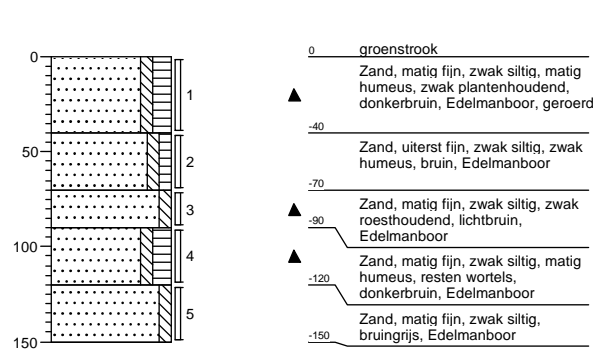 0
50
100
150
1
2
3
4
5
0 groenstrook
Zand, matig fijn, zwak siltig, matig
humeus, zwak plantenhoudend,
donkerbruin, Edelmanboor, geroerd
-40
Zand, uiterst fijn, zwak siltig, zwak
humeus, bruin, Edelmanboor
-70
Zand, matig fijn, zwak siltig, zwak
roesthoudend, lichtbruin,
Edelmanboor
-90
Zand, matig fijn, zwak siltig, matig
humeus, resten wortels,
donkerbruin, Edelmanboor
-120
Zand, matig fijn, zwak siltig,
bruingrijs, Edelmanboor
-150